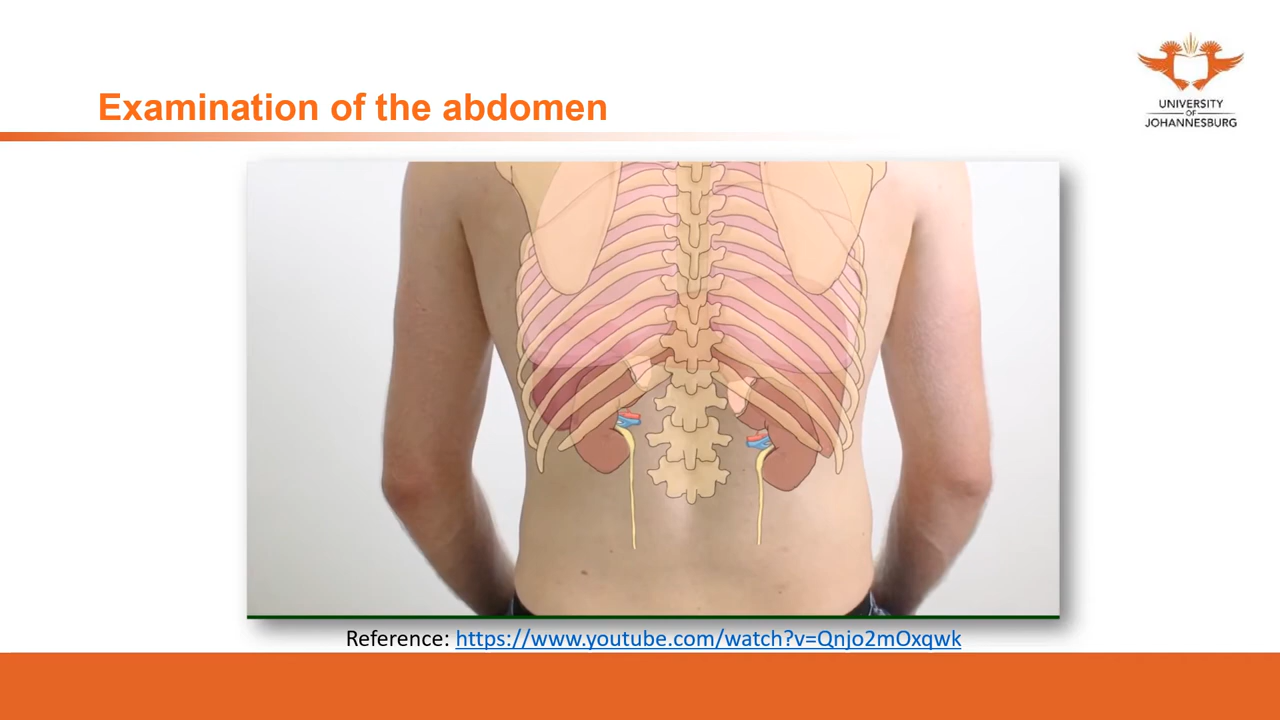 Examination of the abdomen
UNIVERSITY
OF
JOHANNESBURG
Reference: https://www.youtube.com/watch?v=Qnjo2mOxqwk